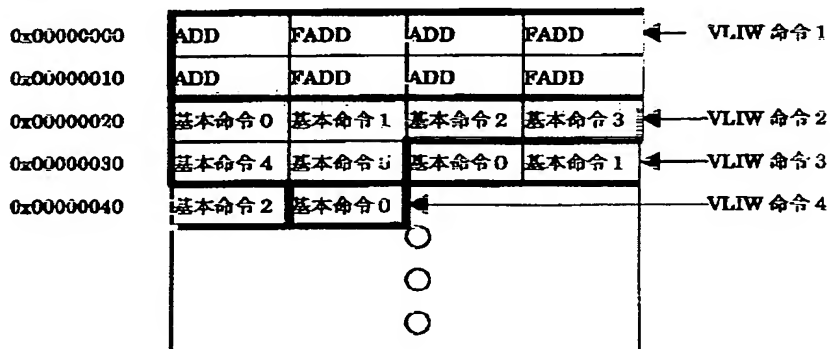 0x00000000 ADD FADD ADD FADD VLIW 命令1
0x00000010 ADD FADD ADD FADD
0x00000020 基本命令0 基本命令1 基本命令2 基本命令3 VLIW 命令2
0x00000030 基本命令4 基本命令5 基本命令0 基本命令1 VLIW 命令3
0x00000040 基本命令2 基本命令0 VLIW 命令4